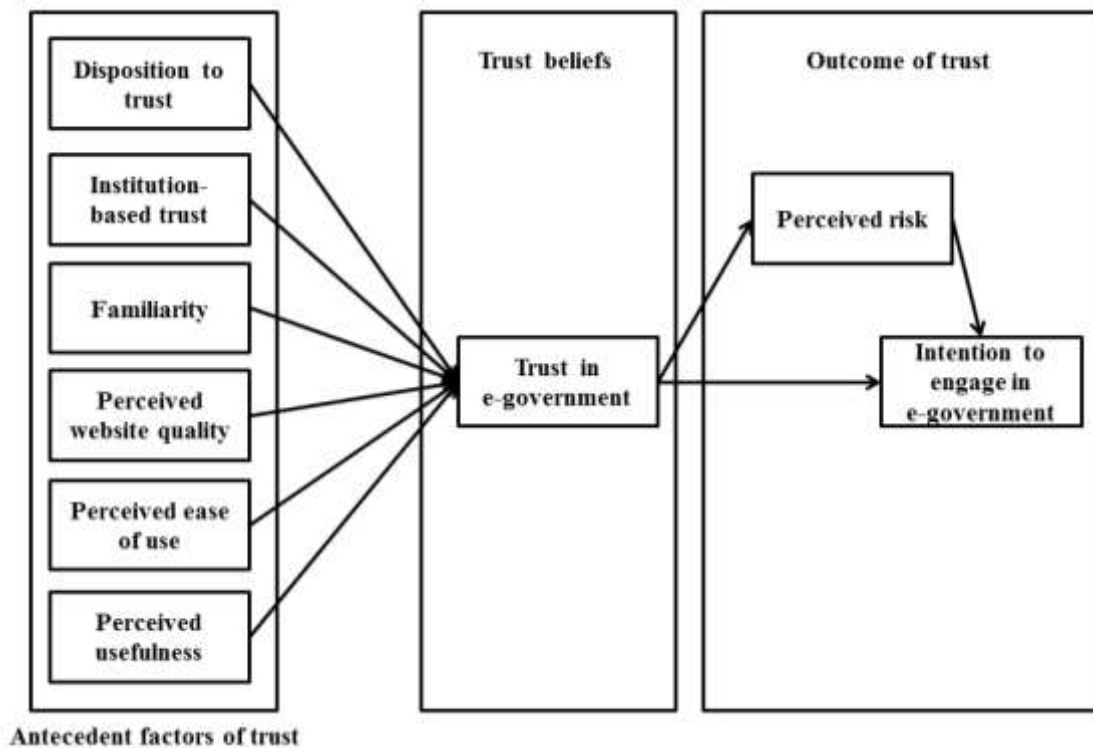 Disposition to
trust
Institution-
based trust
Familiarity
Perceived
website quality
Perceived ease
of use
Perceived
usefulness
Antecedent factors of trust
Trust beliefs
Trust in
e-government
Outcome of trust
Perceived risk
Intention to
engage in
e-government